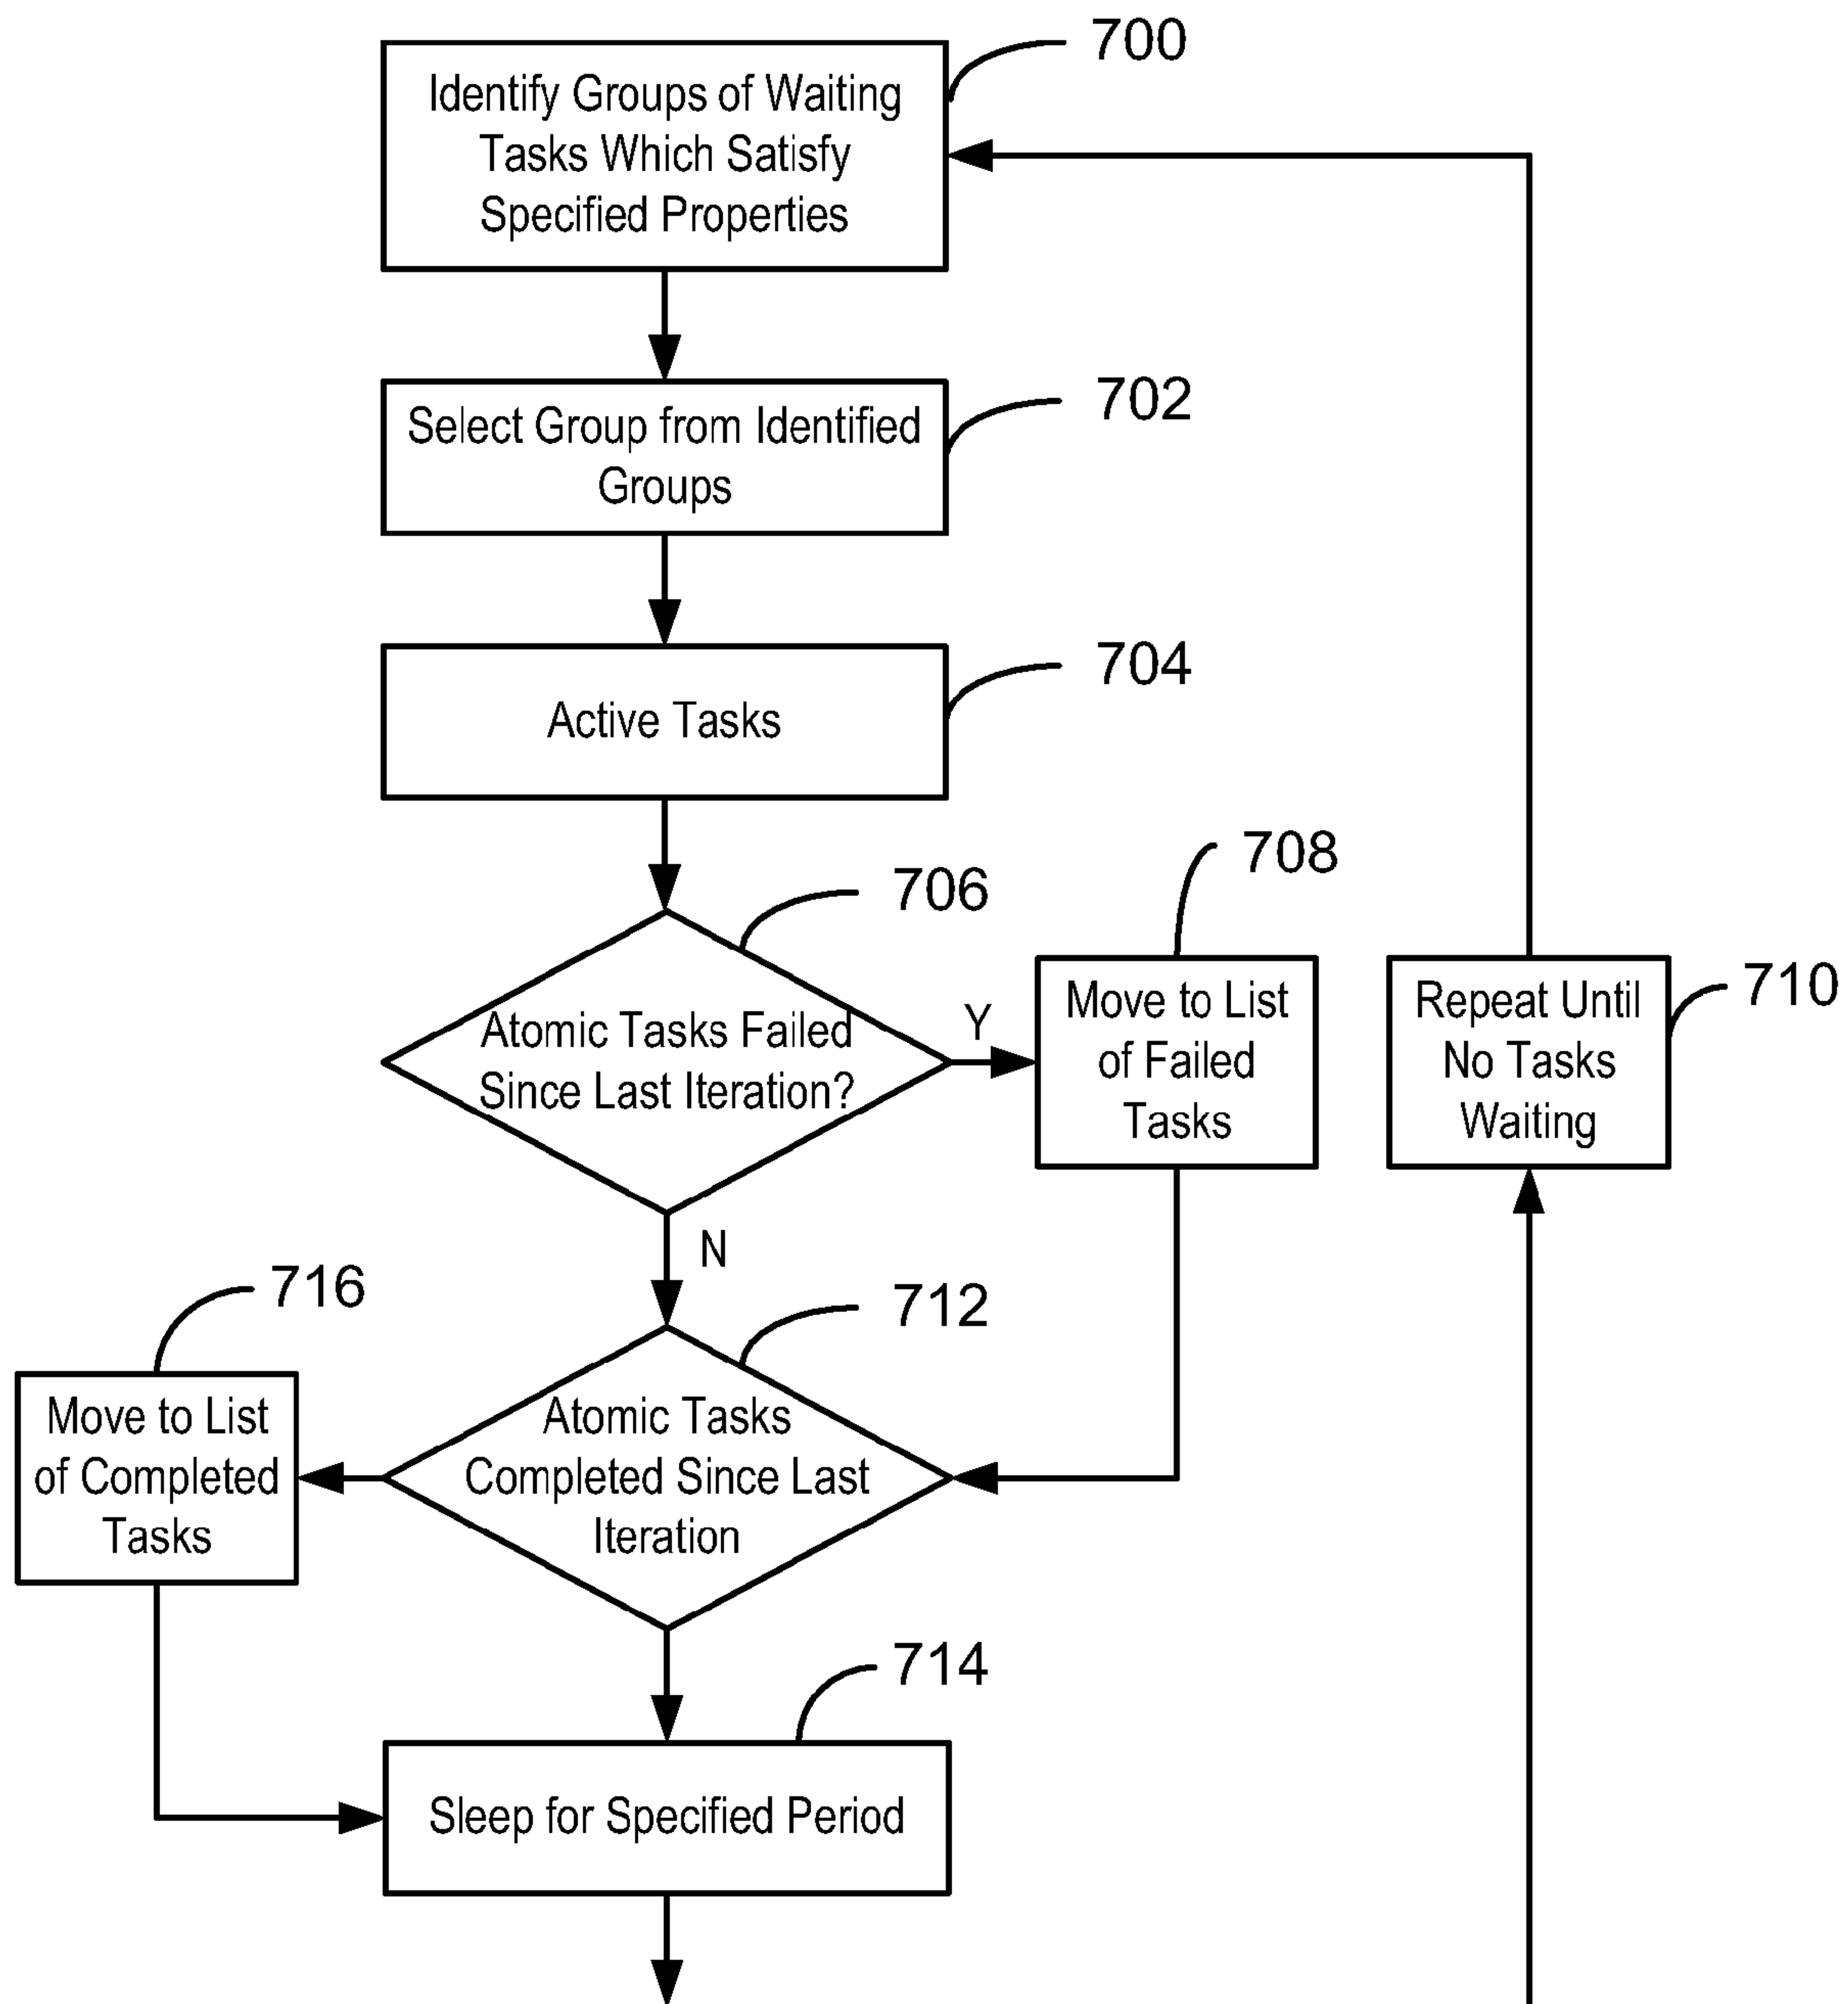 700
Identify Groups of Waiting
Tasks Which Satisfy
Specified Properties
702
Select Group from Identified
Groups
704
Active Tasks
706
Atomic Tasks Failed
Since Last Iteration?
Y
N
708
Move to List
of Failed
Tasks
710
Repeat Until
No Tasks
Waiting
712
Atomic Tasks
Completed Since Last
Iteration
716
Move to List
of Completed
Tasks
714
Sleep for Specified Period